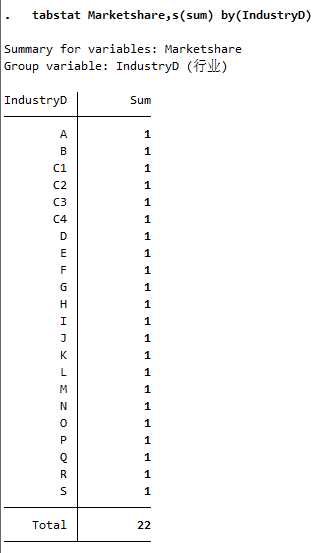 . tabstat Marketshare,s(sum) by(IndustryD)
Summary for variables: Marketshare
Group variable: IndustryD (行业)
IndustryD Sum
A 1
B 1
C1 1
C2 1
C3 1
C4 1
D 1
E 1
F 1
G 1
H 1
I 1
J 1
K 1
L 1
M 1
N 1
O 1
P 1
Q 1
R 1
S 1
Total 22